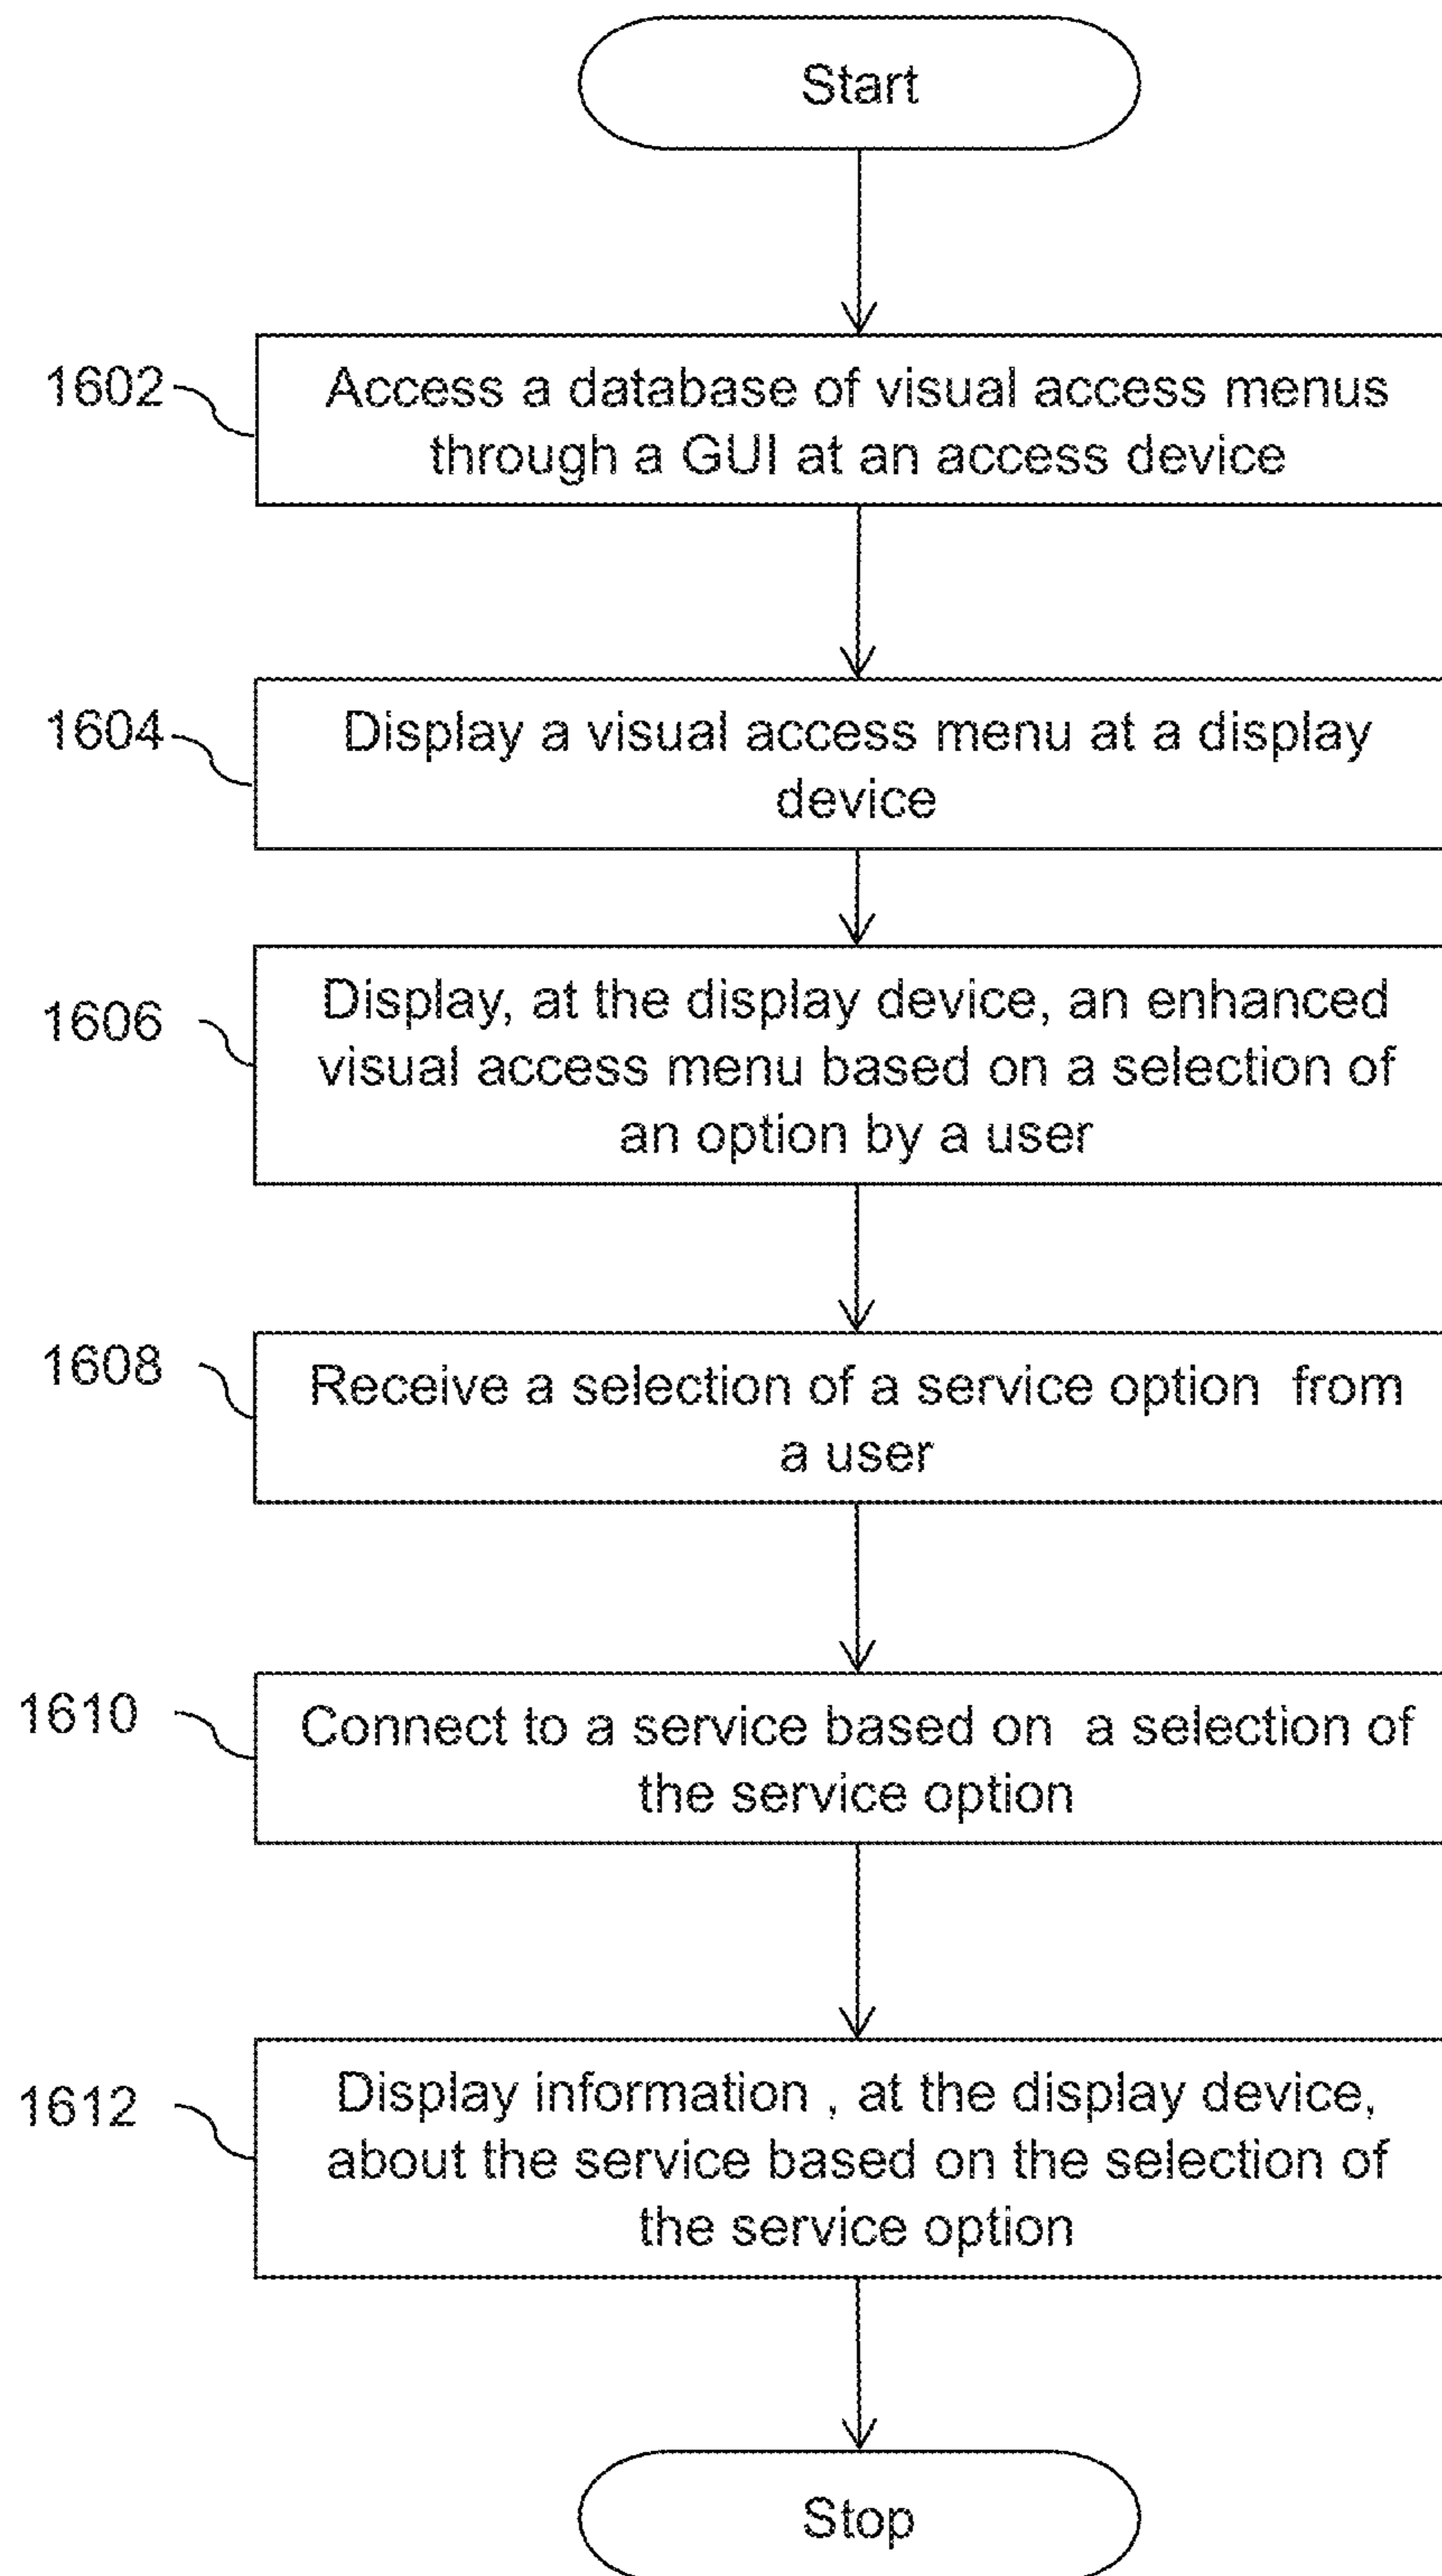 Start
1602
Access a database of visual access menus
through a GUI at an access device
1604
Display a visual access menu at a display
device
1606
Display, at the display device, an enhanced
visual access menu based on a selection of
an option by a user
1608
Receive a selection of a service option from
a user
1610
Connect to a service based on a selection of
the service option
1612
Display information , at the display device,
about the service based on the selection of
the service option
Stop